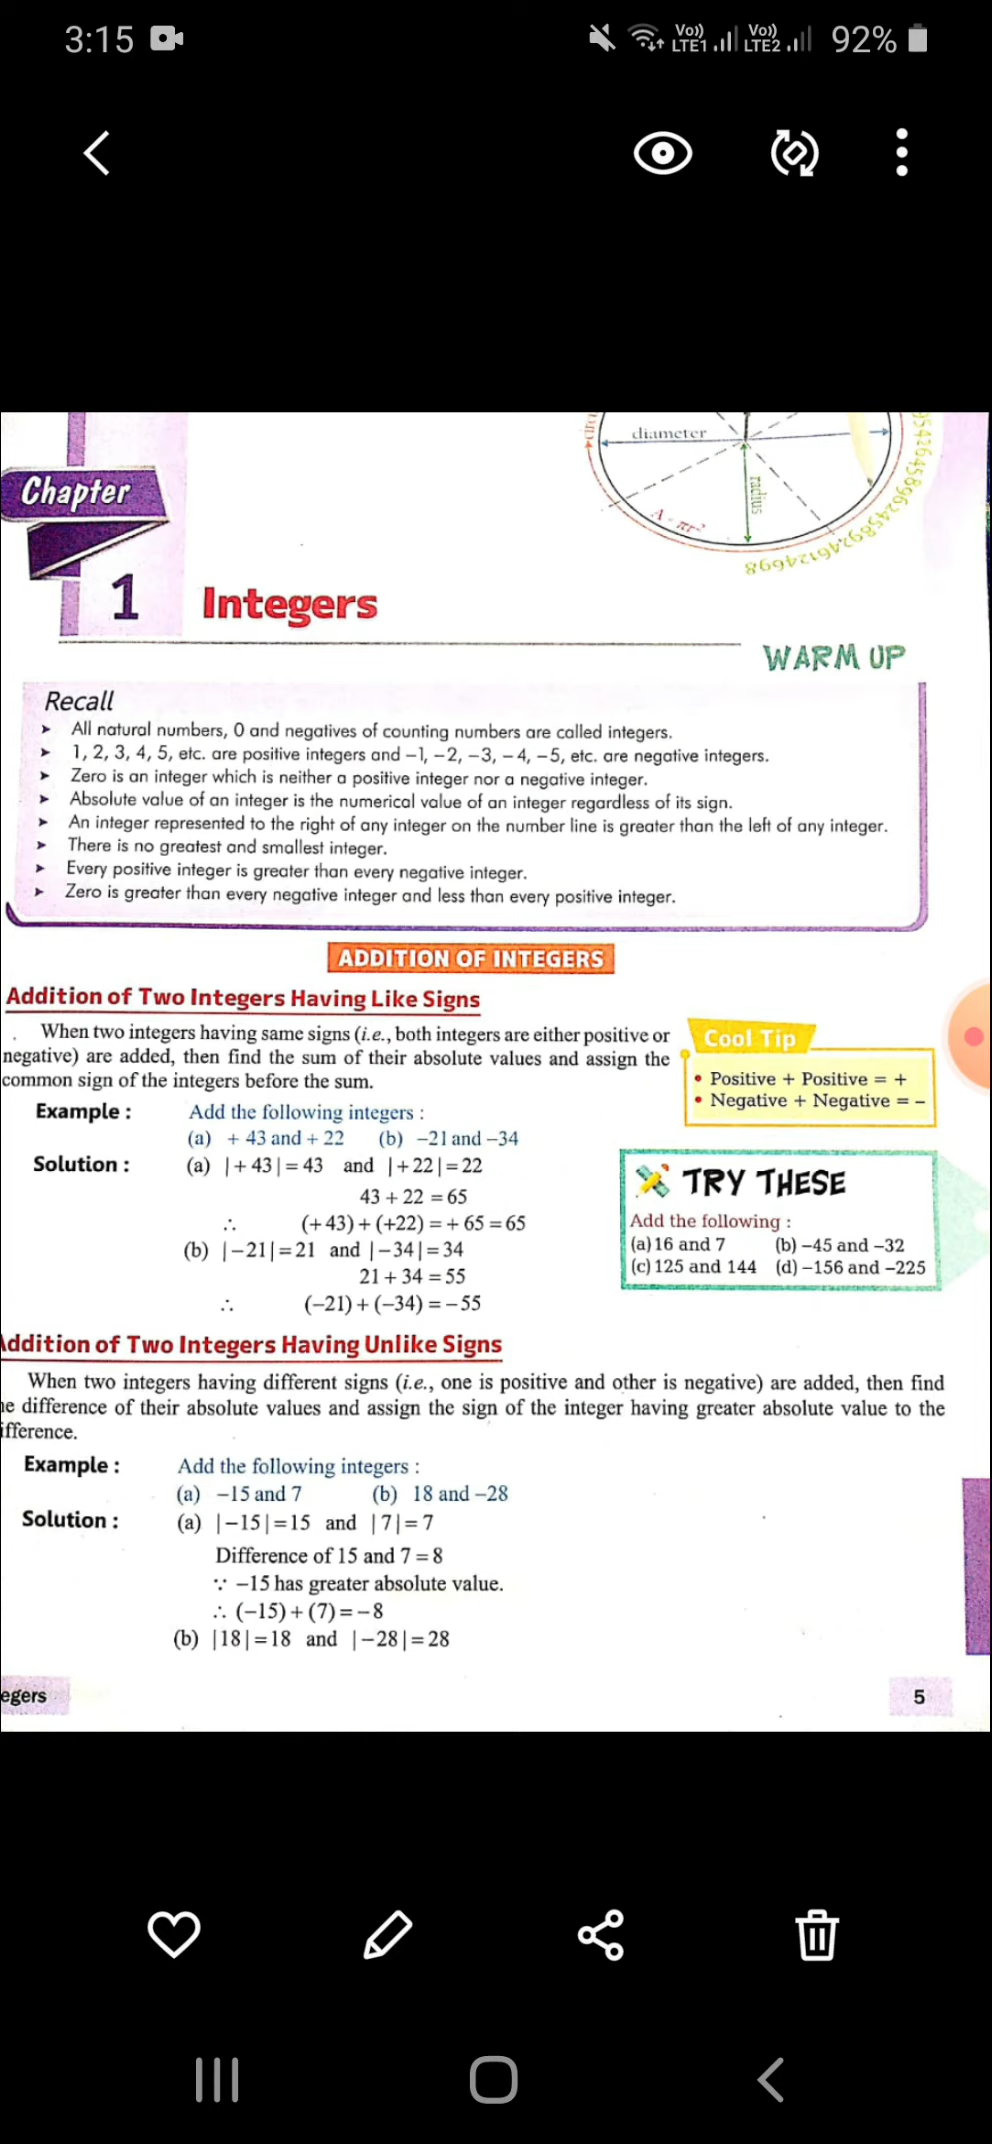 3:15
Vo)) LTE1 Vo)) LTE2 92%
diameter
radius
A = πr²
Chapter
1 Integers
WARM UP
Recall
➤ All natural numbers, 0 and negatives of counting numbers are called integers.
➤ 1, 2, 3, 4, 5, etc. are positive integers and –1, –2, –3, – 4, –5, etc. are negative integers.
➤ Zero is an integer which is neither a positive integer nor a negative integer.
➤ Absolute value of an integer is the numerical value of an integer regardless of its sign.
➤ An integer represented to the right of any integer on the number line is greater than the left of any integer.
➤ There is no greatest and smallest integer.
➤ Every positive integer is greater than every negative integer.
➤ Zero is greater than every negative integer and less than every positive integer.
ADDITION OF INTEGERS
Addition of Two Integers Having Like Signs
When two integers having same signs (i.e., both integers are either positive or
negative) are added, then find the sum of their absolute values and assign the
common sign of the integers before the sum.
Cool Tip
• Positive + Positive = +
• Negative + Negative = –
Example : Add the following integers :
(a) + 43 and + 22 (b) –21 and –34
Solution : (a) |+ 43| = 43 and |+22| = 22
43 + 22 = 65
∴ (+ 43) + (+22) = + 65 = 65
(b) |–21| = 21 and |–34| = 34
21 + 34 = 55
∴ (–21) + (–34) = – 55
TRY THESE
Add the following :
(a) 16 and 7 (b) –45 and –32
(c) 125 and 144 (d) –156 and –225
Addition of Two Integers Having Unlike Signs
When two integers having different signs (i.e., one is positive and other is negative) are added, then find
he difference of their absolute values and assign the sign of the integer having greater absolute value to the
ifference.
Example : Add the following integers :
(a) –15 and 7 (b) 18 and –28
Solution : (a) |–15| = 15 and |7| = 7
Difference of 15 and 7 = 8
∵ –15 has greater absolute value.
∴ (–15) + (7) = – 8
(b) |18| = 18 and |–28| = 28
egers 5